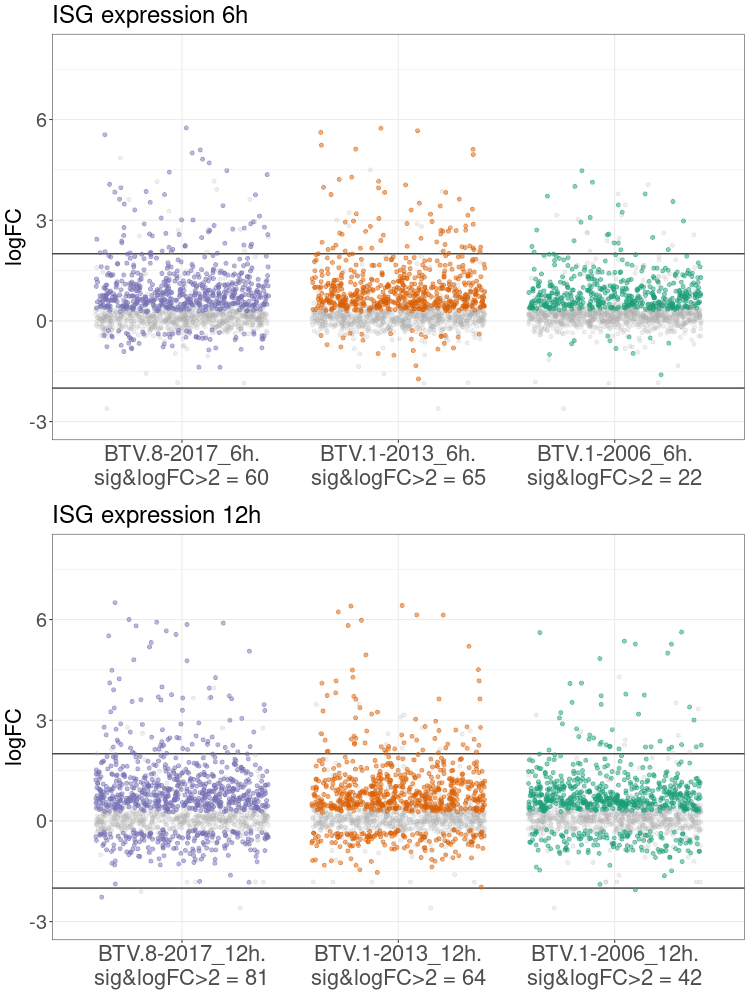 ISG expression 6h
logFC
6
3
0
-3
BTV.8-2017_6h. BTV.1-2013_6h. BTV.1-2006_6h.
sig&logFC>2 = 60 sig&logFC>2 = 65 sig&logFC>2 = 22
ISG expression 12h
logFC
6
3
0
-3
BTV.8-2017_12h. BTV.1-2013_12h. BTV.1-2006_12h.
sig&logFC>2 = 81 sig&logFC>2 = 64 sig&logFC>2 = 42